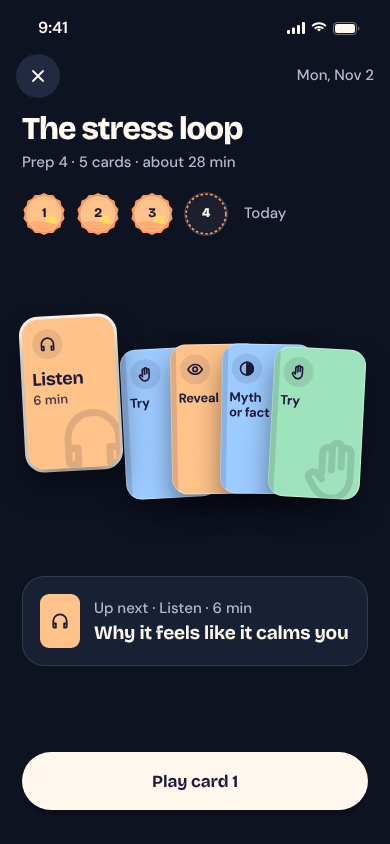 9:41
Mon, Nov 2
The stress loop
Prep 4 · 5 cards · about 28 min
1
2
3
4
Today
Listen
6 min
Try
Reveal
Myth
or fact
Try
Up next · Listen · 6 min
Why it feels like it calms you
Play card 1